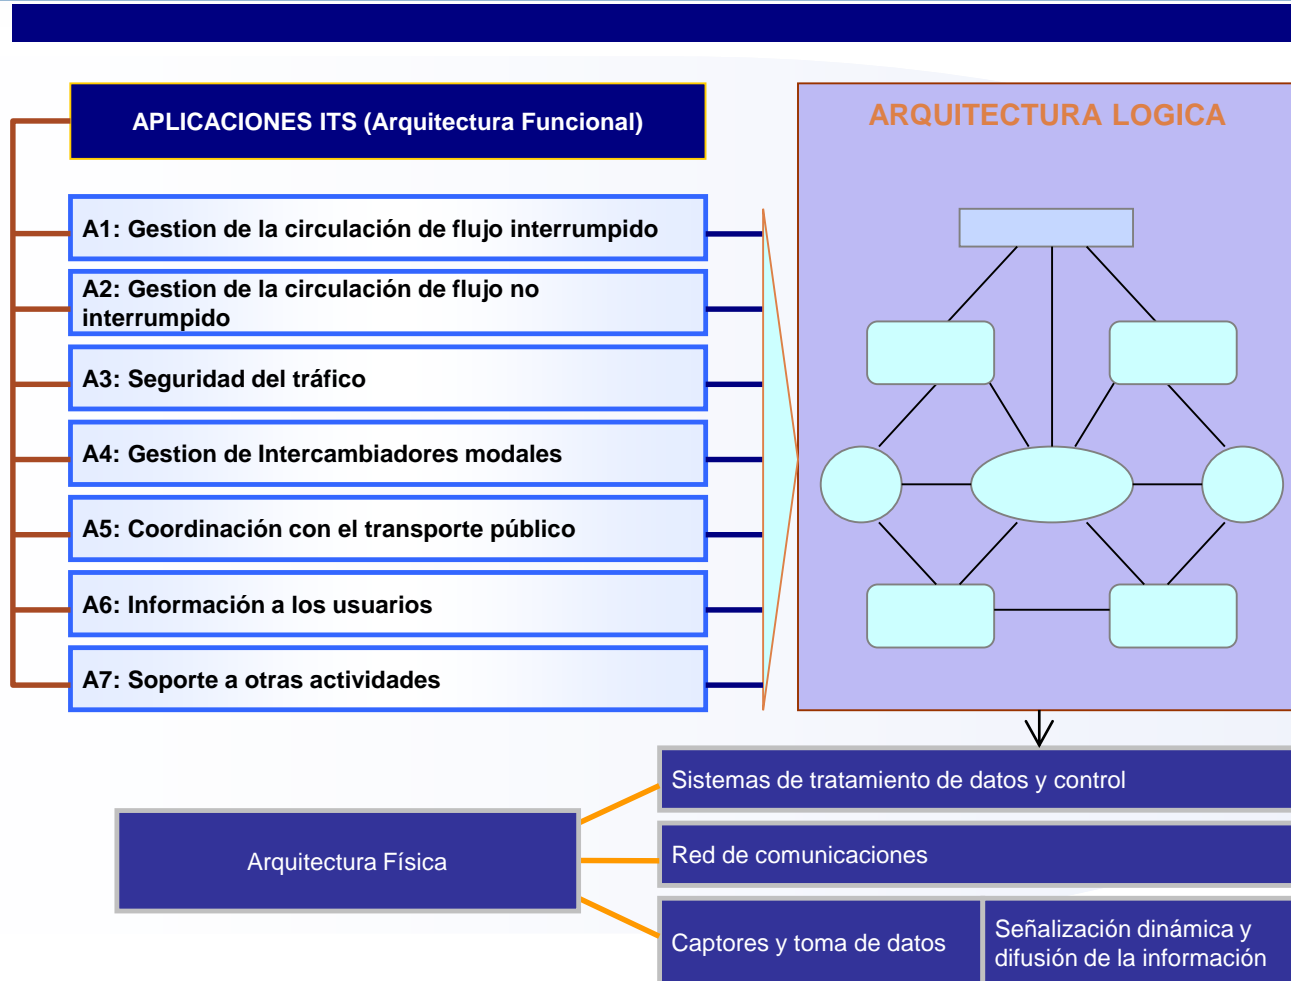 APLICACIONES ITS (Arquitectura Funcional)
A1: Gestion de la circulación de flujo interrumpido
A2: Gestion de la circulación de flujo no
interrumpido
A3: Seguridad del tráfico
A4: Gestion de Intercambiadores modales
A5: Coordinación con el transporte público
A6: Información a los usuarios
A7: Soporte a otras actividades
ARQUITECTURA LOGICA
Arquitectura Física
Sistemas de tratamiento de datos y control
Red de comunicaciones
Captores y toma de datos
Señalización dinámica y
difusión de la información